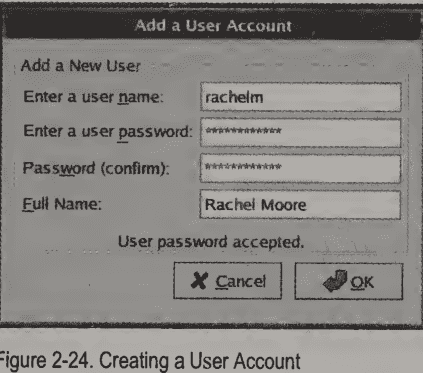 Add a User Account
Add a New User
Enter a user name: rachelm
Enter a user password: ************
Password (confirm): ************
Full Name: Rachel Moore
User password accepted.
Cancel OK
Figure 2-24. Creating a User Account